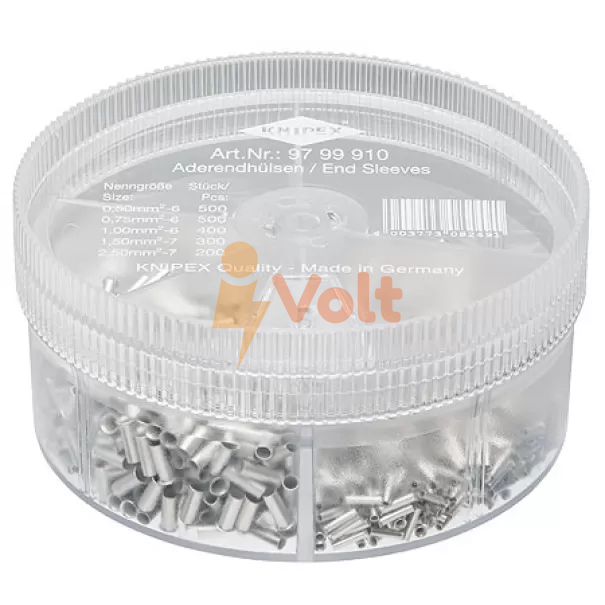 KNIPEX
Art.Nr.: 97 99 910
Aderendhülsen / End Sleeves
Nenngröße Stück/
Size: Pcs:
0,50mm²-6 500
0,75mm²-6 500
1,00mm²-6 400
1,50mm²-7 300
2,50mm²-7 200
4 003773 082491
KNIPEX Quality - Made in Germany
iVolt